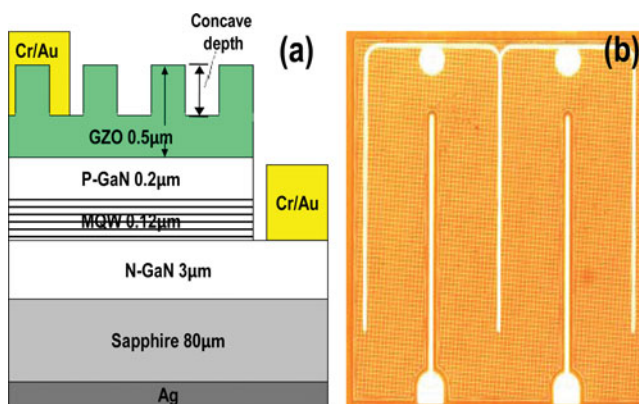 Cr/Au
Concave
depth
(a)
(b)
GZO 0.5μm
P-GaN 0.2μm
MQW 0.12μm
Cr/Au
N-GaN 3μm
Sapphire 80μm
Ag